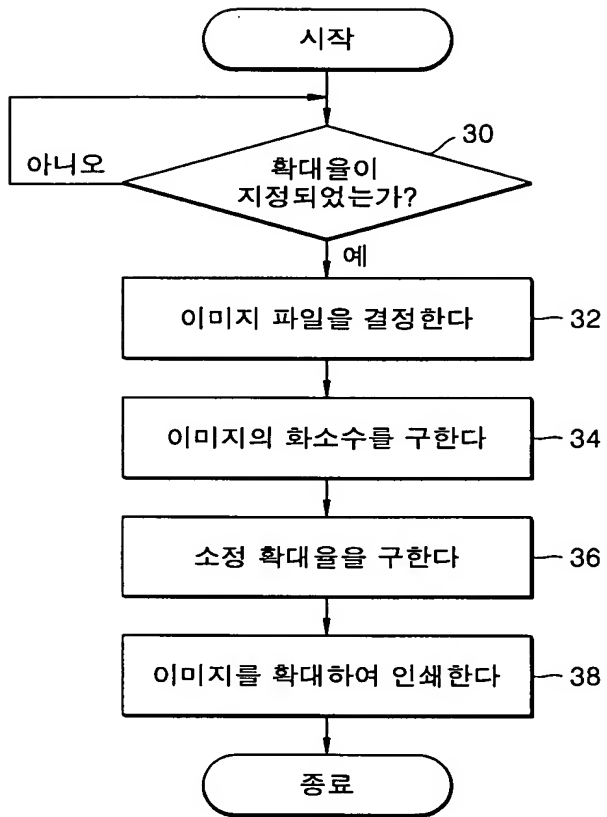 시작
30
확대율이
지정되었는가?
아니오
예
이미지 파일을 결정한다
32
이미지의 화소수를 구한다
34
소정 확대율을 구한다
36
이미지를 확대하여 인쇄한다
38
종료